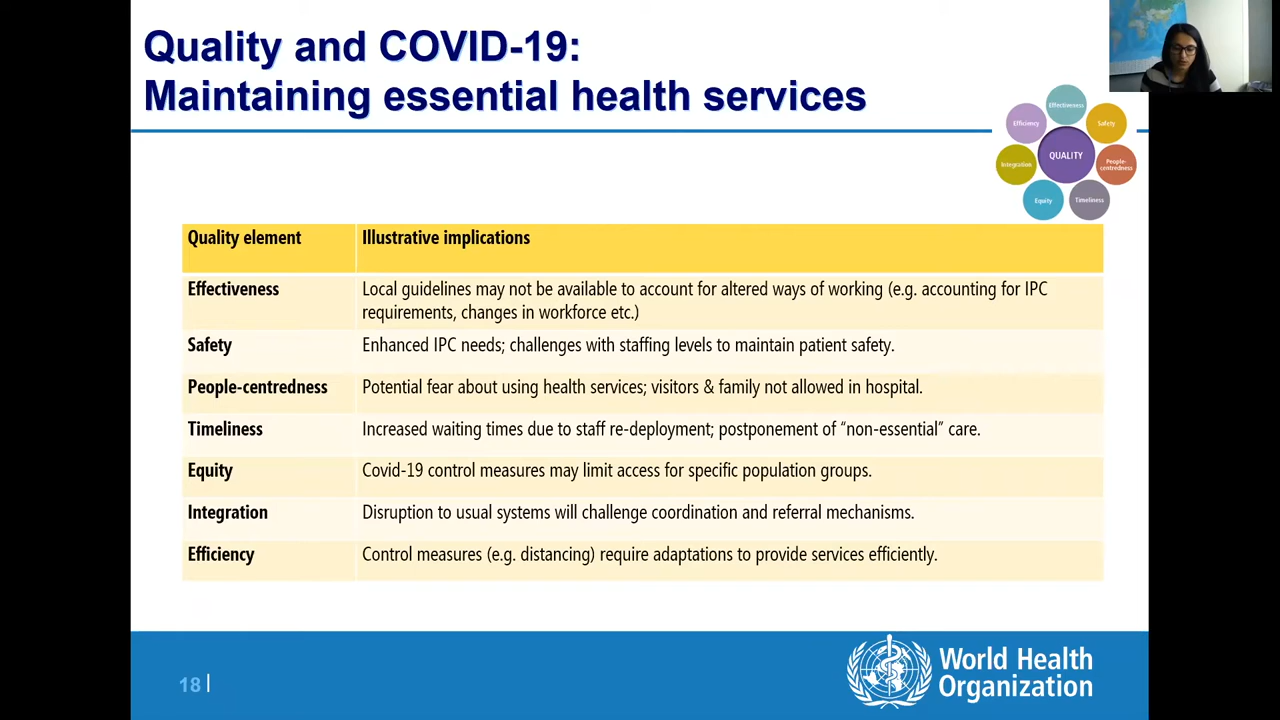 Quality and COVID-19:
Maintaining essential health services
Effectiveness
Efficiency
Safety
QUALITY
Integration
People-
centredness
Equity
Timeliness
Quality element
Illustrative implications
Effectiveness
Local guidelines may not be available to account for altered ways of working (e.g. accounting for IPC
requirements, changes in workforce etc.)
Safety
Enhanced IPC needs; challenges with staffing levels to maintain patient safety.
People-centredness
Potential fear about using health services; visitors & family not allowed in hospital.
Timeliness
Increased waiting times due to staff re-deployment; postponement of “non-essential” care.
Equity
Covid-19 control measures may limit access for specific population groups.
Integration
Disruption to usual systems will challenge coordination and referral mechanisms.
Efficiency
Control measures (e.g. distancing) require adaptations to provide services efficiently.
18 |
World Health
Organization